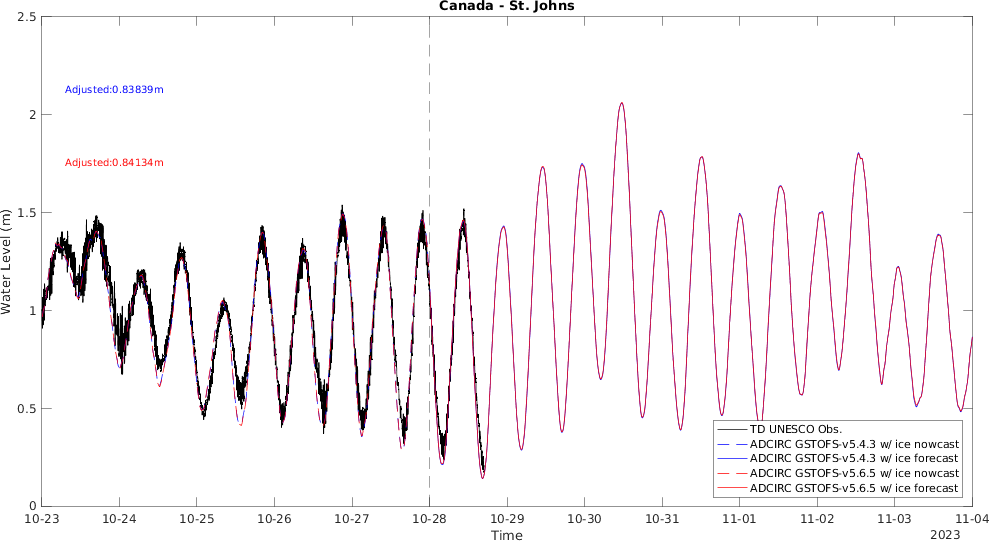 Canada - St. Johns
2.5
2
1.5
1
0.5
0
Water Level (m)
Adjusted:0.83839m
Adjusted:0.84134m
TD UNESCO Obs.
ADCIRC GSTOFS-v5.4.3 w/ ice nowcast
ADCIRC GSTOFS-v5.4.3 w/ ice forecast
ADCIRC GSTOFS-v5.6.5 w/ ice nowcast
ADCIRC GSTOFS-v5.6.5 w/ ice forecast
10-23 10-24 10-25 10-26 10-27 10-28 10-29 10-30 10-31 11-01 11-02 11-03 11-04
Time
2023